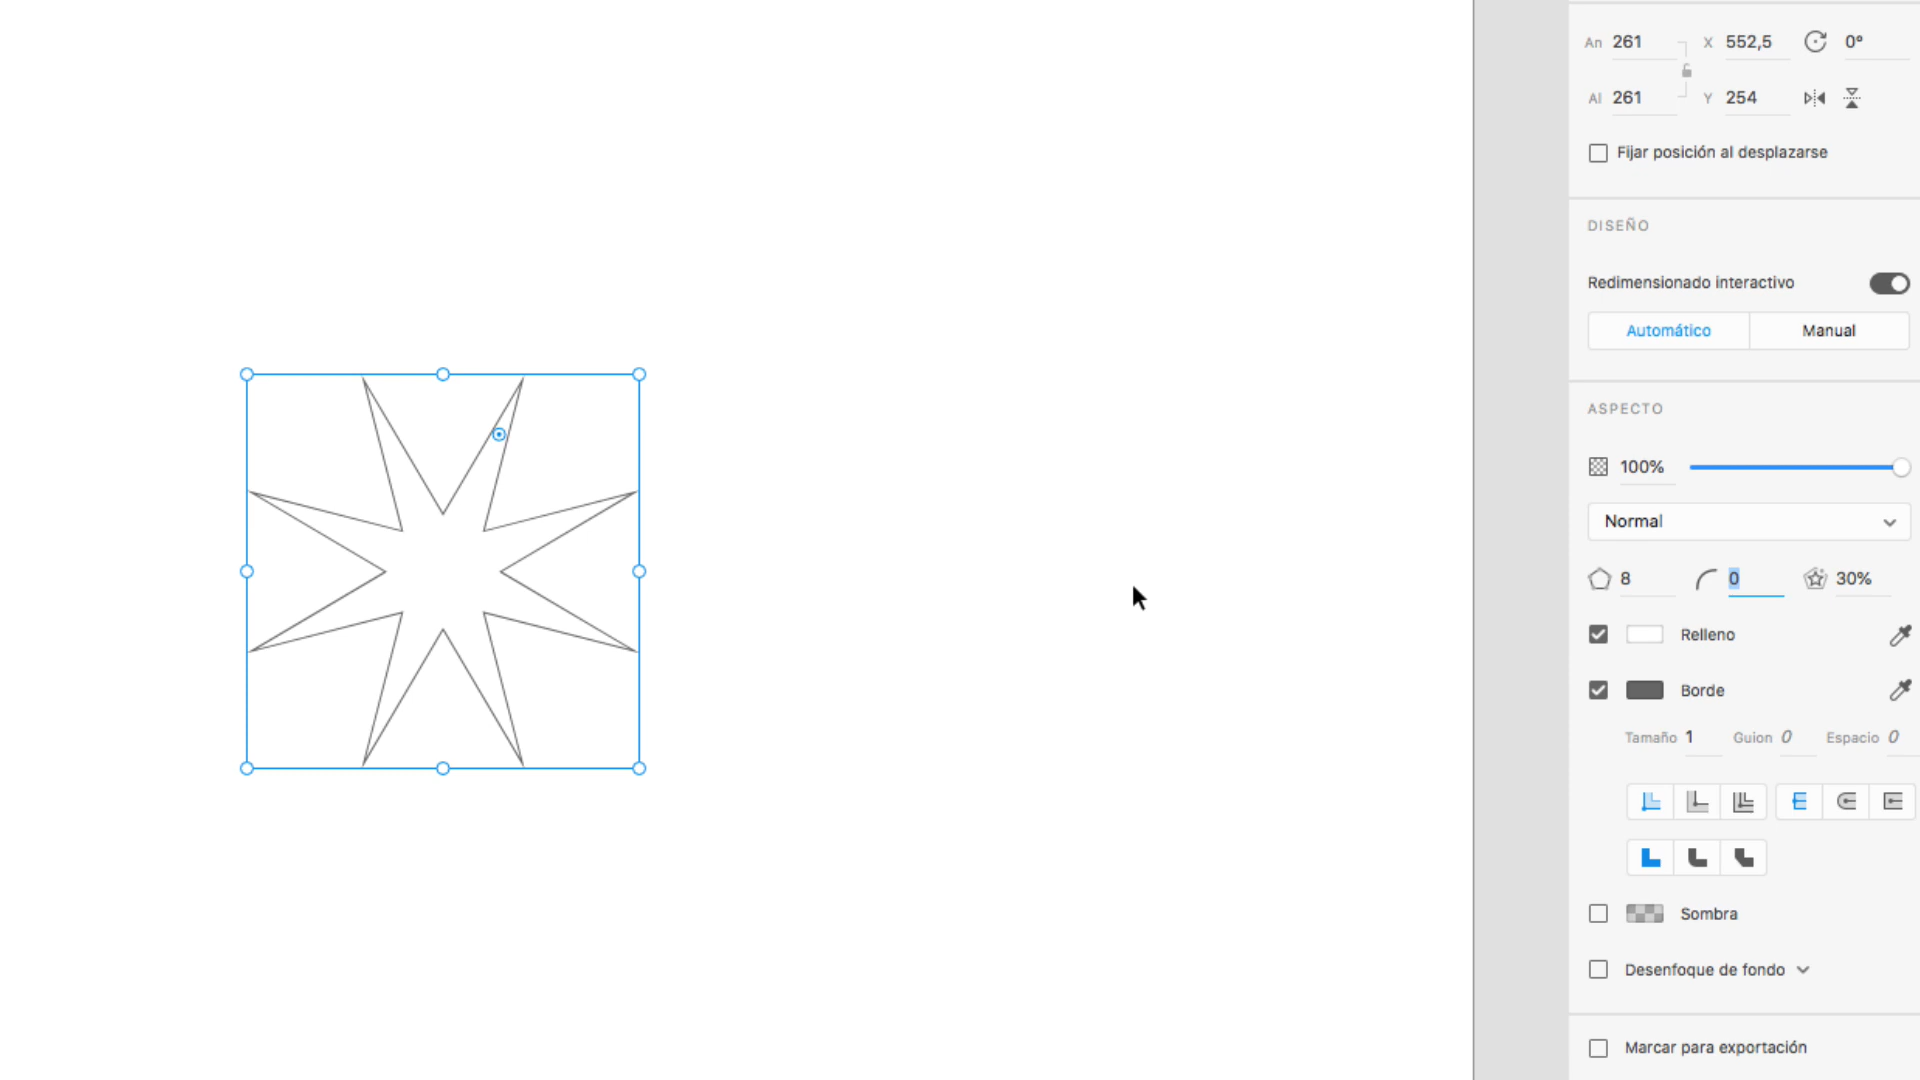 An 261 X 552,5 0°
Al 261 Y 254
Fijar posición al desplazarse
DISEÑO
Redimensionado interactivo
Automático Manual
ASPECTO
100%
Normal
8 0 30%
Relleno
Borde
Tamaño 1 Guion 0 Espacio 0
Sombra
Desenfoque de fondo
Marcar para exportación